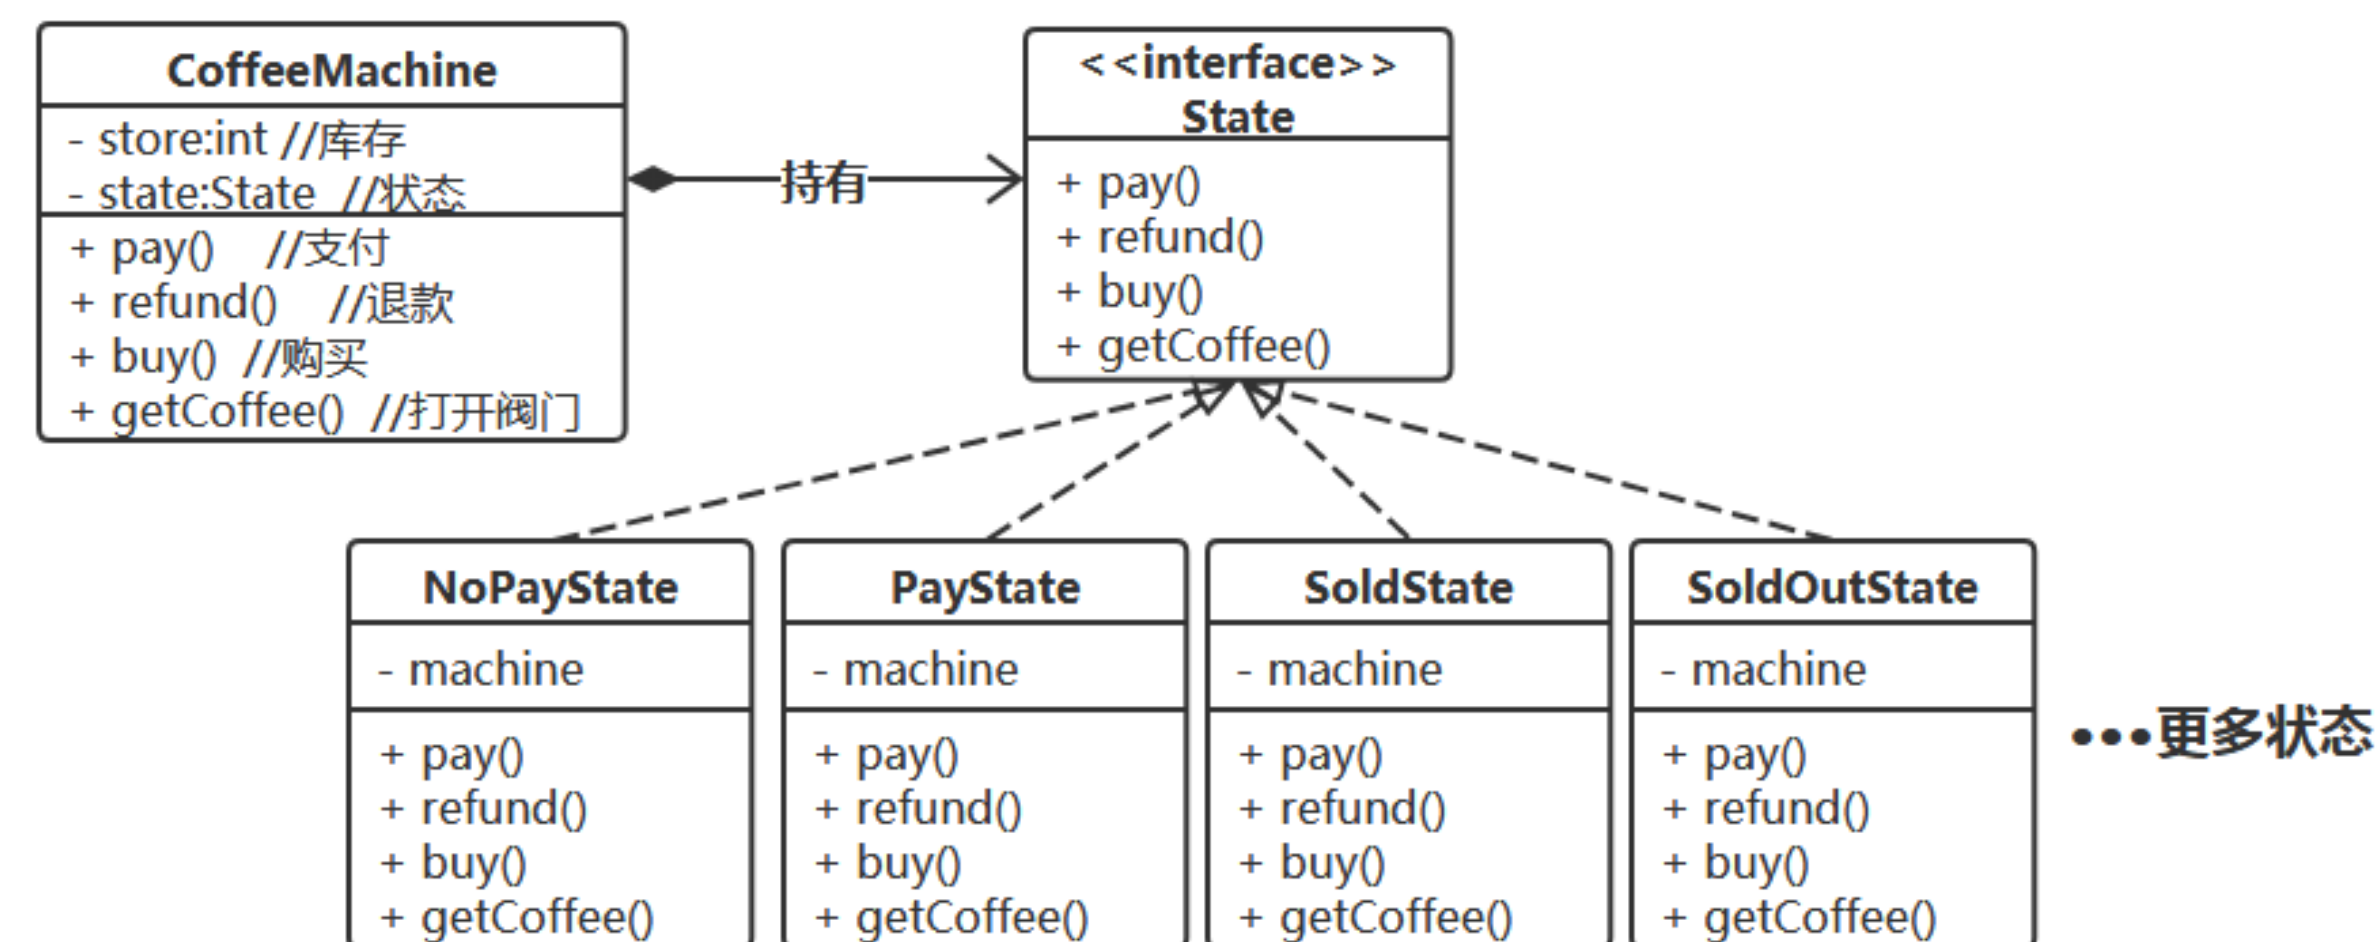 CoffeeMachine
- store:int //库存
- state:State //状态
+ pay() //支付
+ refund() //退款
+ buy() //购买
+ getCoffee() //打开阀门
持有
<<interface>>
State
+ pay()
+ refund()
+ buy()
+ getCoffee()
NoPayState
- machine
+ pay()
+ refund()
+ buy()
+ getCoffee()
PayState
- machine
+ pay()
+ refund()
+ buy()
+ getCoffee()
SoldState
- machine
+ pay()
+ refund()
+ buy()
+ getCoffee()
SoldOutState
- machine
+ pay()
+ refund()
+ buy()
+ getCoffee()
•••更多状态